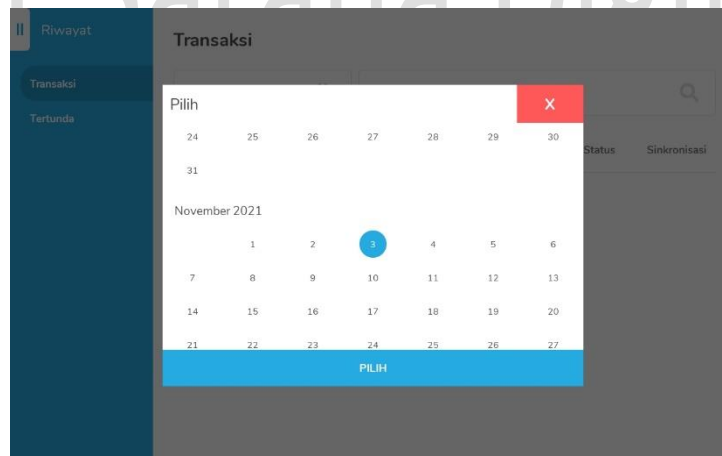 Riwayat
Transaksi
Transaksi
Tertunda
Status Sinkronisasi
Pilih X
24 25 26 27 28 29 30
31
November 2021
1 2 3 4 5 6
7 8 9 10 11 12 13
14 15 16 17 18 19 20
21 22 23 24 25 26 27
PILIH